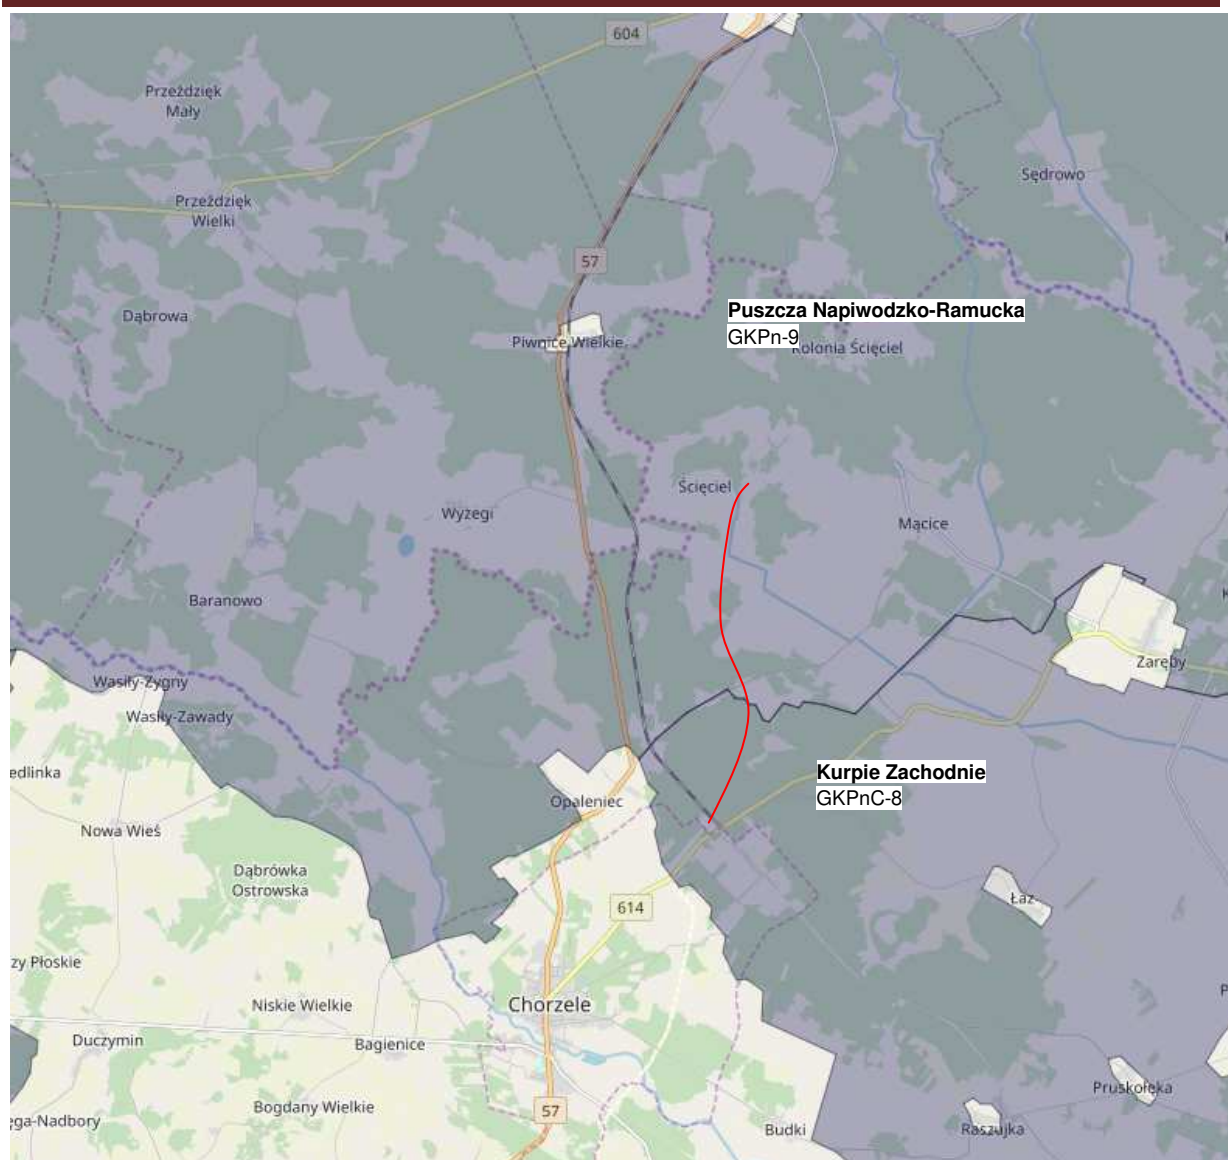 604
Przeździęk
Mały
Sędrowo
Przeździęk
Wielki
57
Puszcza Napiwodzko-Ramucka
GKPn-9
Dąbrowa
Piwnice Wielkie
Kolonia Ścięciel
Ścięciel
Wyżegi
Mącice
Baranowo
Zaręby
Wasiły-Zygny
Wasiły-Zawady
edlinka
Kurpie Zachodnie
GKPnC-8
Opaleniec
Nowa Wieś
Dąbrówka
Ostrowska
Łaz
614
zy Płoskie
Niskie Wielkie
Chorzele
Duczymin
Bagienice
Pruskołęka
Bogdany Wielkie
57
ega-Nadbory
Budki
Raszujka